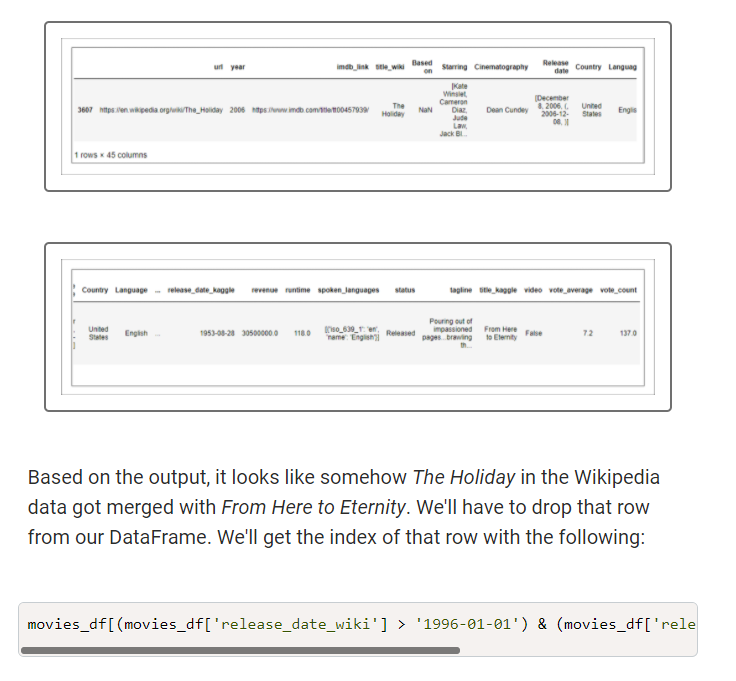 url year imdb_link title_wiki Based on Starring Cinematography Release date Country Languag
3607 https://en.wikipedia.org/wiki/The_Holiday 2006 https://www.imdb.com/title/tt00457939/ The Holiday NaN [Kate Winslet, Cameron Diaz, Jude Law, Jack Bl... Dean Cundey [December 8, 2006, (, 2006-12-08, )] United States Englis
1 rows × 45 columns
Country Language ... release_date_kaggle revenue runtime spoken_languages status tagline title_kaggle video vote_average vote_count
United States English ... 1953-08-28 30500000.0 118.0 [{'iso_639_1': 'en', 'name': 'English'}] Released Pouring out of impassioned pages...brawling th... From Here to Eternity False 7.2 137.0
Based on the output, it looks like somehow The Holiday in the Wikipedia
data got merged with From Here to Eternity. We'll have to drop that row
from our DataFrame. We'll get the index of that row with the following:
movies_df[(movies_df['release_date_wiki'] > '1996-01-01') & (movies_df['rele